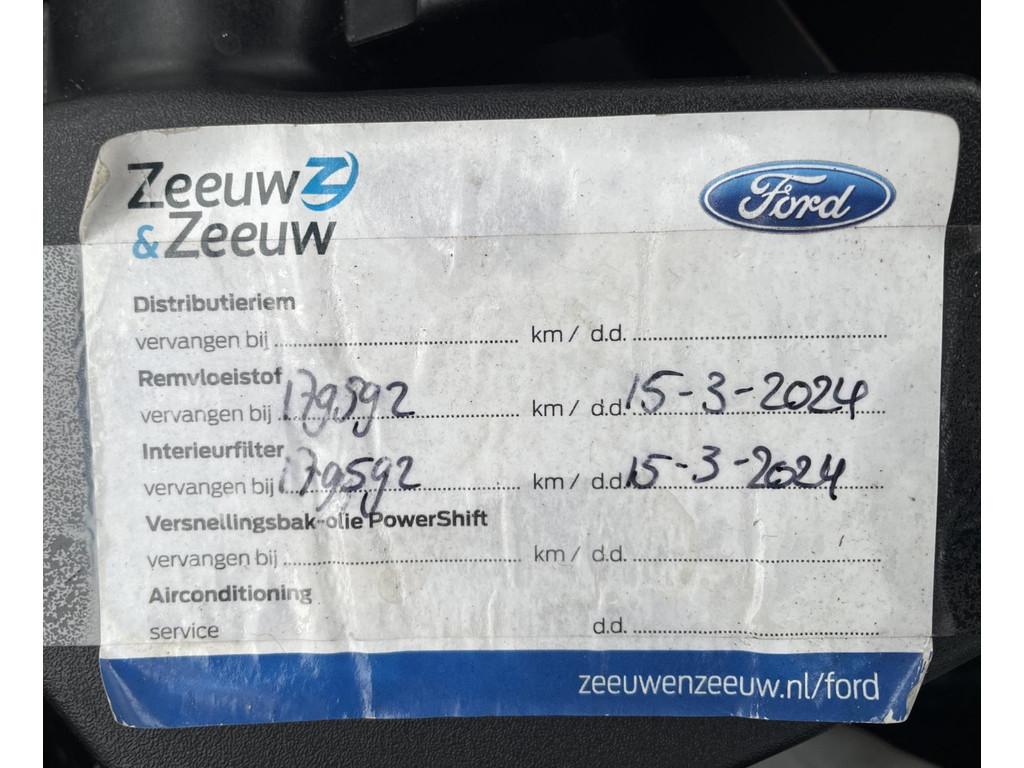 Zeeuw
& Zeeuw
Ford
Distributieriem
vervangen bij ........ km / d.d. ........
Remvloeistof
vervangen bij 179592 km / d.d. 15-3-2024
Interieurfilter
vervangen bij 179592 km / d.d. 15-3-2024
Versnellingsbak-olie PowerShift
vervangen bij ........ km / d.d. ........
Airconditioning
service d.d. ........
zeeuwenzeeuw.nl/ford